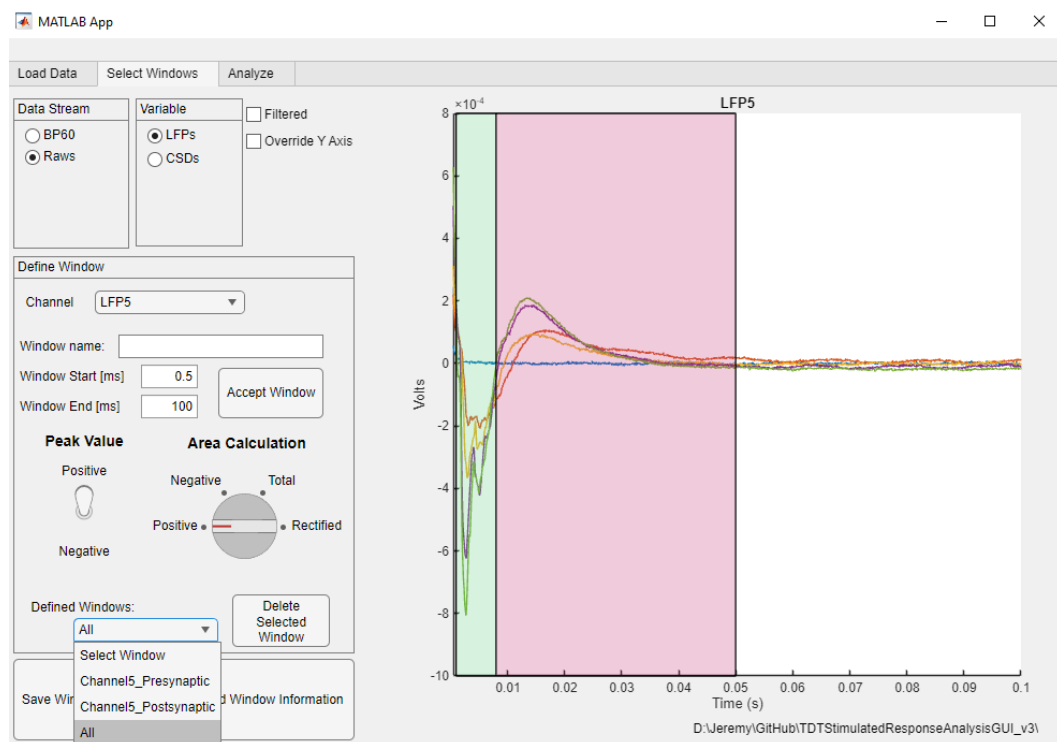 MATLAB App
Load Data
Select Windows
Analyze
Data Stream
BP60
Raws
Variable
LFPs
CSDs
Filtered
Override Y Axis
Define Window
Channel
LFP5
Window name:
Window Start [ms]
0.5
Window End [ms]
100
Accept Window
Peak Value
Positive
Negative
Area Calculation
Negative
Total
Positive
Rectified
Defined Windows:
All
Delete
Selected
Window
Select Window
Channel5_Presynaptic
Channel5_Postsynaptic
All
Save Wi
d Window Information
LFP5
×10-4
8
6
4
2
0
-2
-4
-6
-8
-10
Volts
0.01
0.02
0.03
0.04
0.05
0.06
0.07
0.08
0.09
0.1
Time (s)
D:\Jeremy\GitHub\TDTStimulatedResponseAnalysisGUI_v3\